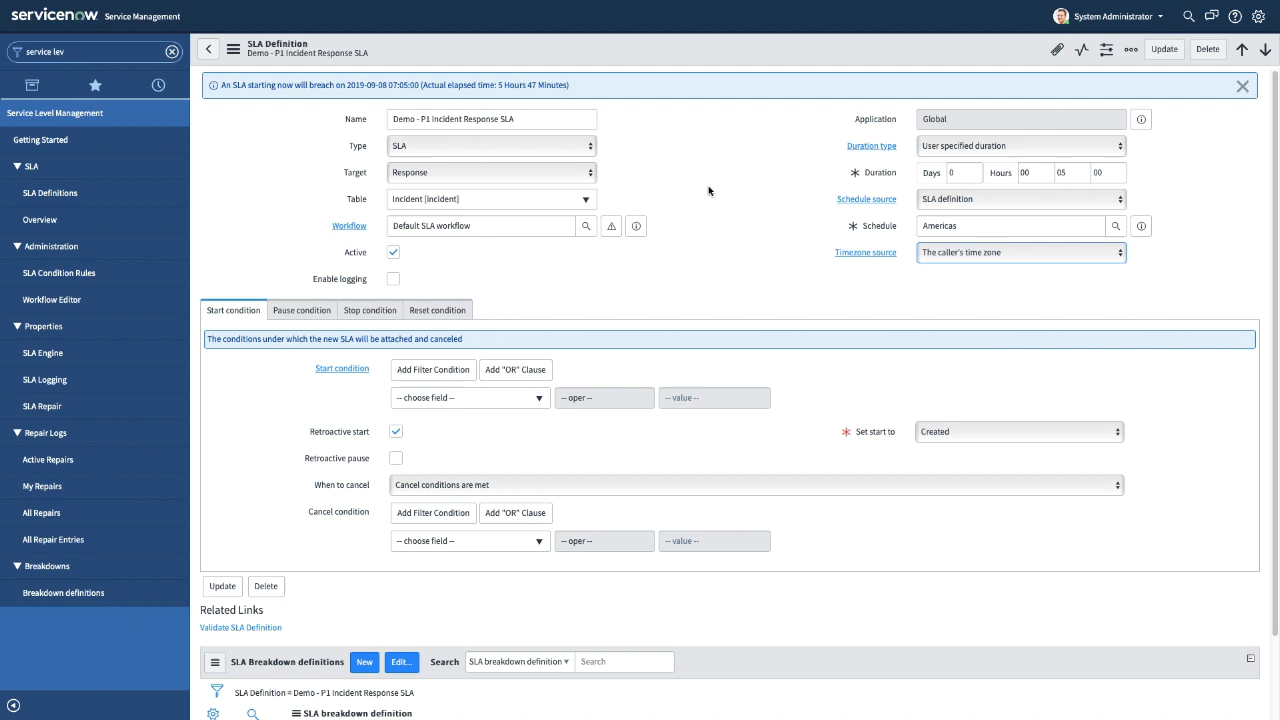 servicenow Service Management
System Administrator
service lev
Service Level Management
Getting Started
SLA
SLA Definitions
Overview
Administration
SLA Condition Rules
Workflow Editor
Properties
SLA Engine
SLA Logging
SLA Repair
Repair Logs
Active Repairs
My Repairs
All Repairs
All Repair Entries
Breakdowns
Breakdown definitions
SLA Definition
Demo - P1 Incident Response SLA
Update Delete
An SLA starting now will breach on 2019-09-08 07:05:00 (Actual elapsed time: 5 Hours 47 Minutes)
Name Demo - P1 Incident Response SLA
Type SLA
Target Response
Table Incident [incident]
Workflow Default SLA workflow
Active
Enable logging
Application Global
Duration type User specified duration
Duration Days 0 Hours 00 05 00
Schedule source SLA definition
Schedule Americas
Timezone source The caller's time zone
Start condition Pause condition Stop condition Reset condition
The conditions under which the new SLA will be attached and canceled
Start condition Add Filter Condition Add "OR" Clause
-- choose field -- -- oper -- -- value --
Retroactive start Set start to Created
Retroactive pause
When to cancel Cancel conditions are met
Cancel condition Add Filter Condition Add "OR" Clause
-- choose field -- -- oper -- -- value --
Update Delete
Related Links
Validate SLA Definition
SLA Breakdown definitions New Edit... Search SLA breakdown definition Search
SLA Definition = Demo - P1 Incident Response SLA
SLA breakdown definition